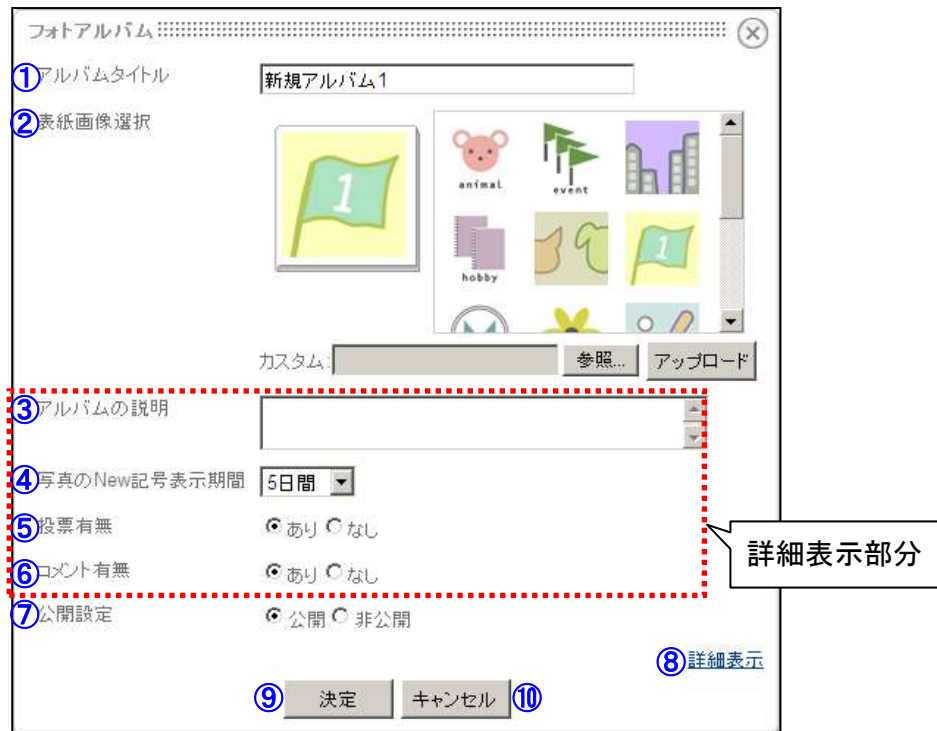 フォトアルバム
①アルバムタイトル 新規アルバム1
②表紙画像選択
1
animal
event
hobby
1
カスタム: 参照... アップロード
③アルバムの説明
④写真のNew記号表示期間 5日間
⑤投票有無 あり なし
詳細表示部分
⑥コメント有無 あり なし
⑦公開設定 公開 非公開
⑧詳細表示
⑨ 決定 キャンセル ⑩